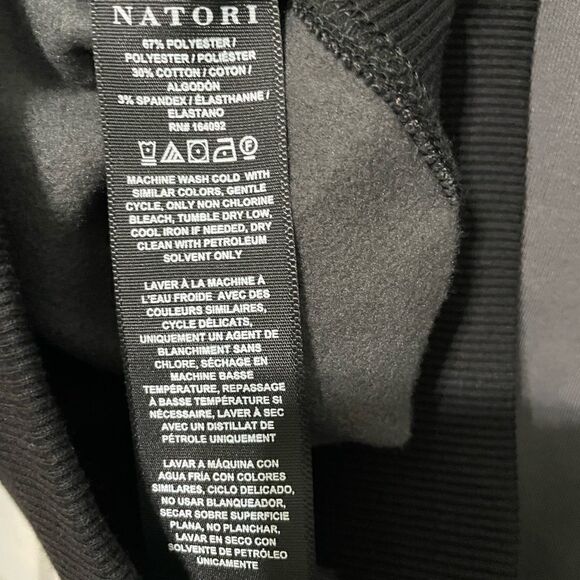 NATORI
67% POLYESTER /
POLYESTER / POLIÉSTER
30% COTTON / COTON /
ALGODÓN
3% SPANDEX / ÉLASTHANNE /
ELASTANO
RN# 164092
MACHINE WASH COLD WITH
SIMILAR COLORS, GENTLE
CYCLE, ONLY NON CHLORINE
BLEACH, TUMBLE DRY LOW,
COOL IRON IF NEEDED, DRY
CLEAN WITH PETROLEUM
SOLVENT ONLY
LAVER À LA MACHINE À
L'EAU FROIDE AVEC DES
COULEURS SIMILAIRES,
CYCLE DÉLICATS,
UNIQUEMENT UN AGENT DE
BLANCHIMENT SANS
CHLORE, SÉCHAGE EN
MACHINE BASSE
TEMPÉRATURE, REPASSAGE
À BASSE TEMPÉRATURE SI
NÉCESSAIRE, LAVER À SEC
AVEC UN DISTILLAT DE
PÉTROLE UNIQUEMENT
LAVAR A MÁQUINA CON
AGUA FRÍA CON COLORES
SIMILARES, CICLO DELICADO,
NO USAR BLANQUEADOR,
SECAR SOBRE SUPERFICIE
PLANA, NO PLANCHAR,
LAVAR EN SECO CON
SOLVENTE DE PETRÓLEO
ÚNICAMENTE